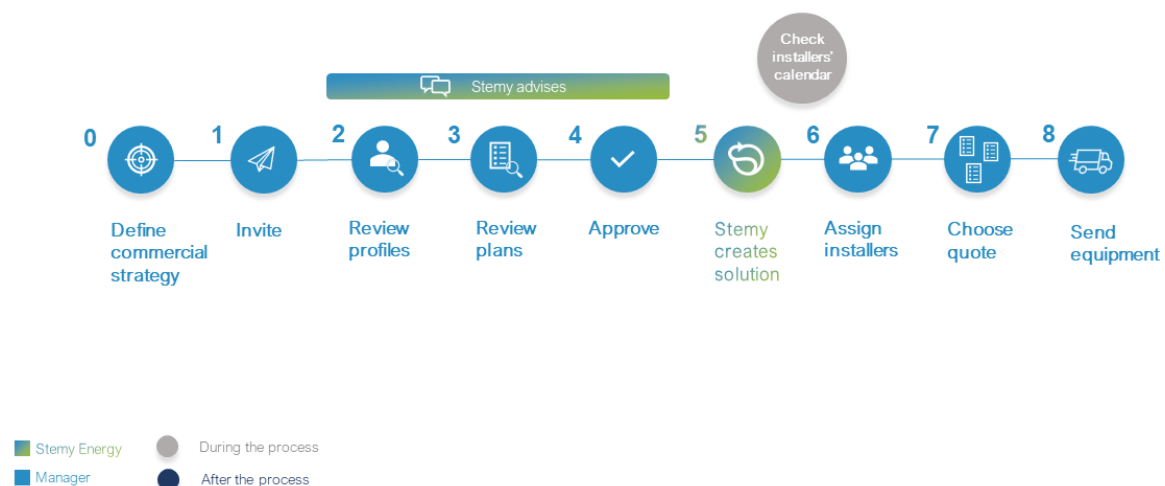 Check
installers'
calendar
Stemy advises
0
1
2
3
4
5
6
7
8
Define
commercial
strategy
Invite
Review
profiles
Review
plans
Approve
Stemy
creates
solution
Assign
installers
Choose
quote
Send
equipment
Stemy Energy
During the process
Manager
After the process